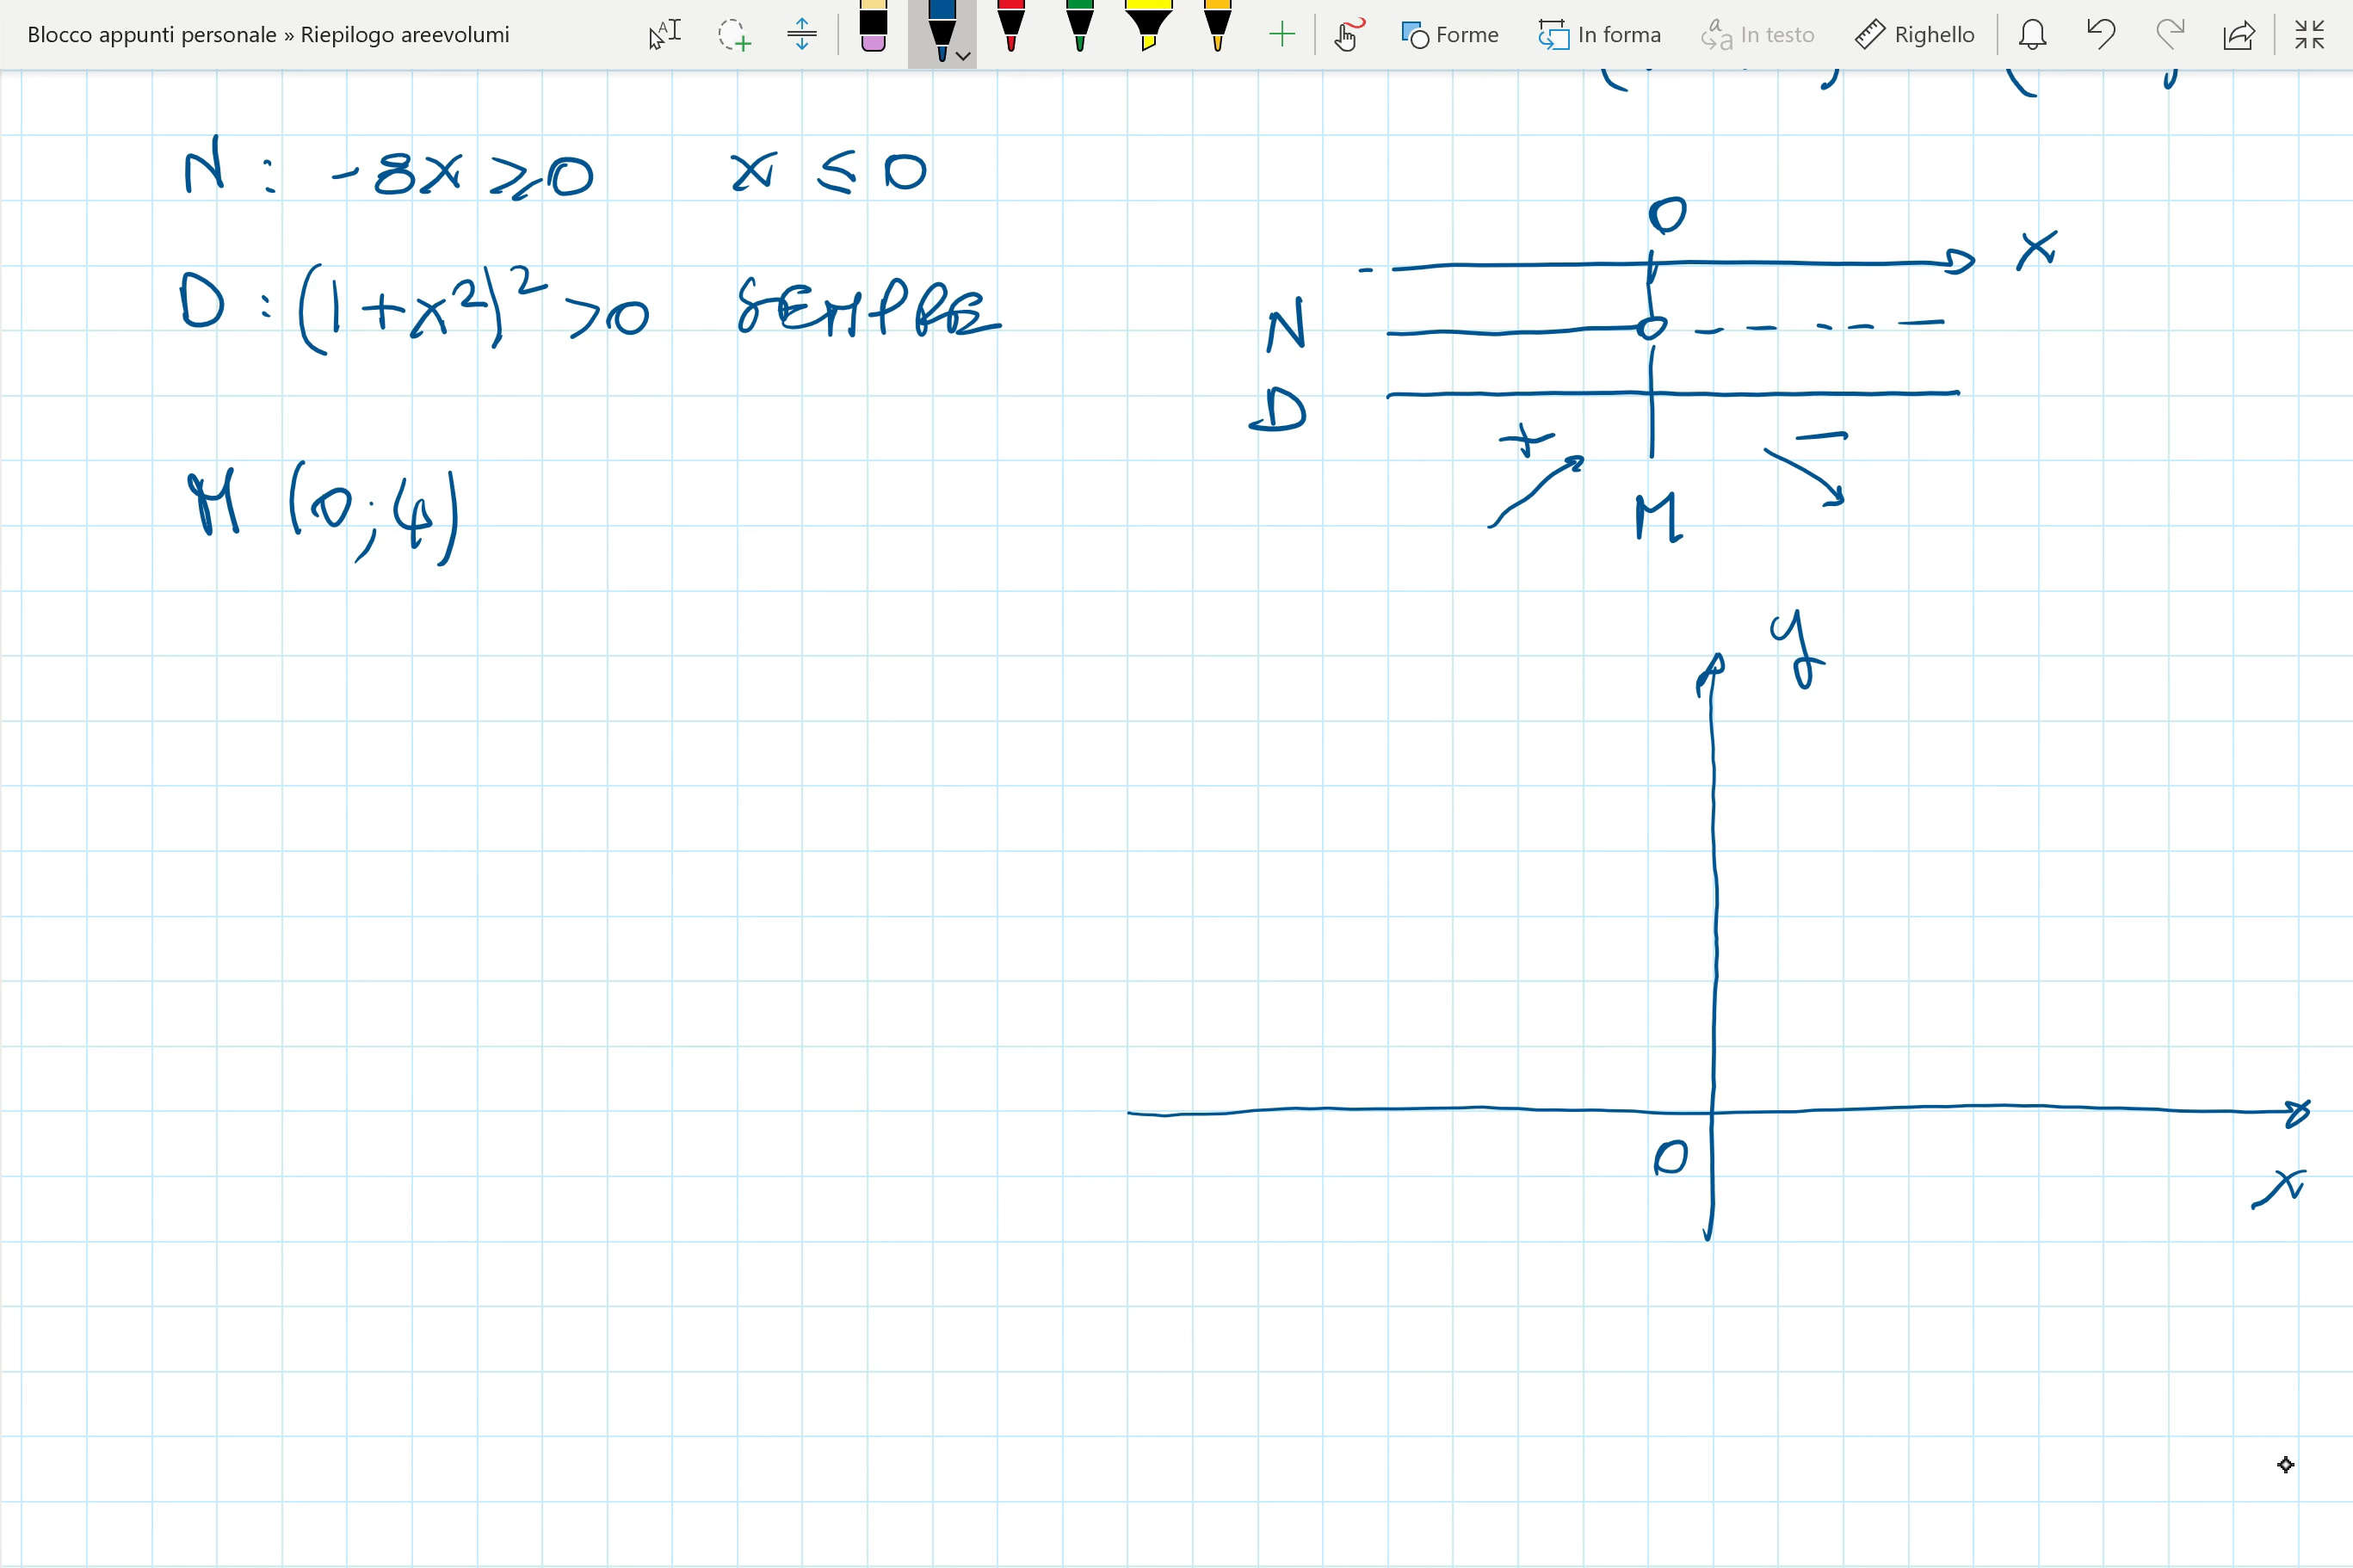 Blocco appunti personale » Riepilogo areevolumi
Forme
In forma
In testo
Righello
N: -8x ≥ 0 x ≤ 0
D: (1+x²)² > 0 SEMPRE
M (0;4)
0
x
N
D
+ −
M
y
O
x